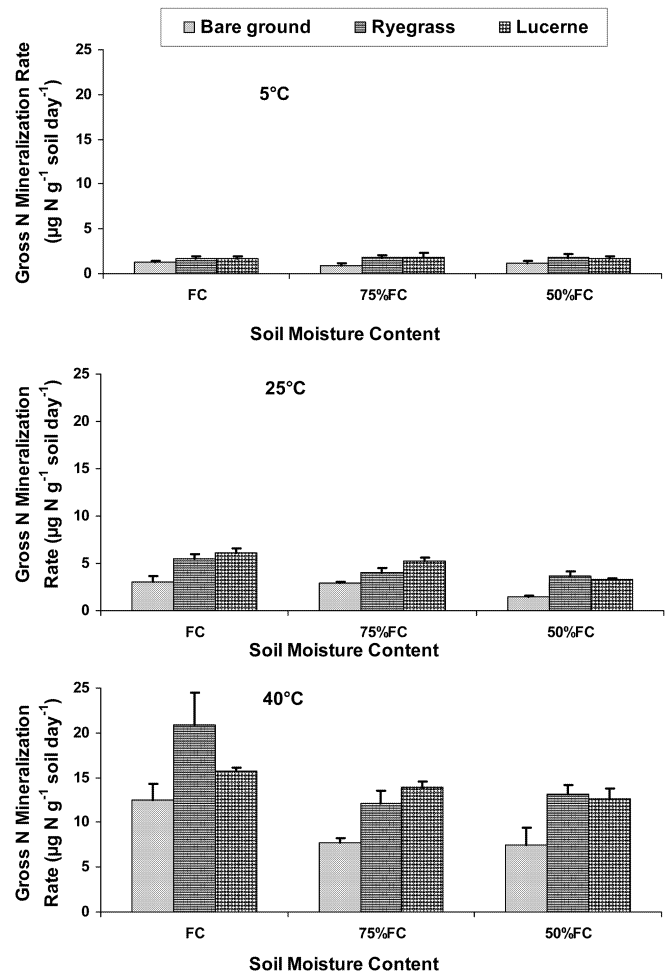 Bare ground Ryegrass Lucerne
Gross N Mineralization Rate
(µg N g⁻¹ soil day⁻¹)
25
20
15
10
5
0
5°C
FC 75%FC 50%FC
Soil Moisture Content
Gross N Mineralization
Rate (µg N g⁻¹ soil day⁻¹)
25
20
15
10
5
0
25°C
FC 75%FC 50%FC
Soil Moisture Content
Gross N Mineralization
Rate (µg N g⁻¹ soil day⁻¹)
25
20
15
10
5
0
40°C
FC 75%FC 50%FC
Soil Moisture Content